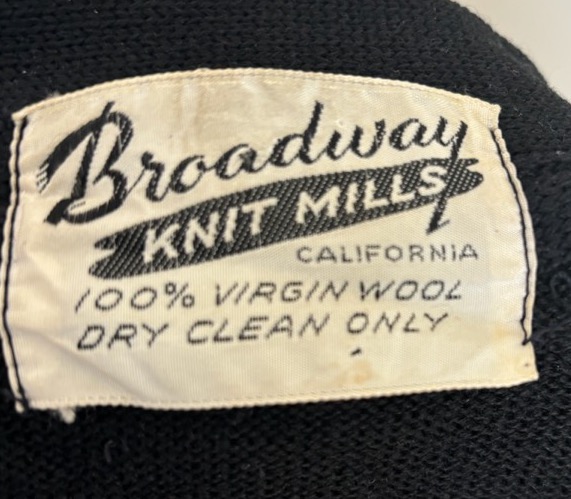 Broadway
KNIT MILLS
CALIFORNIA
100% VIRGIN WOOL
DRY CLEAN ONLY